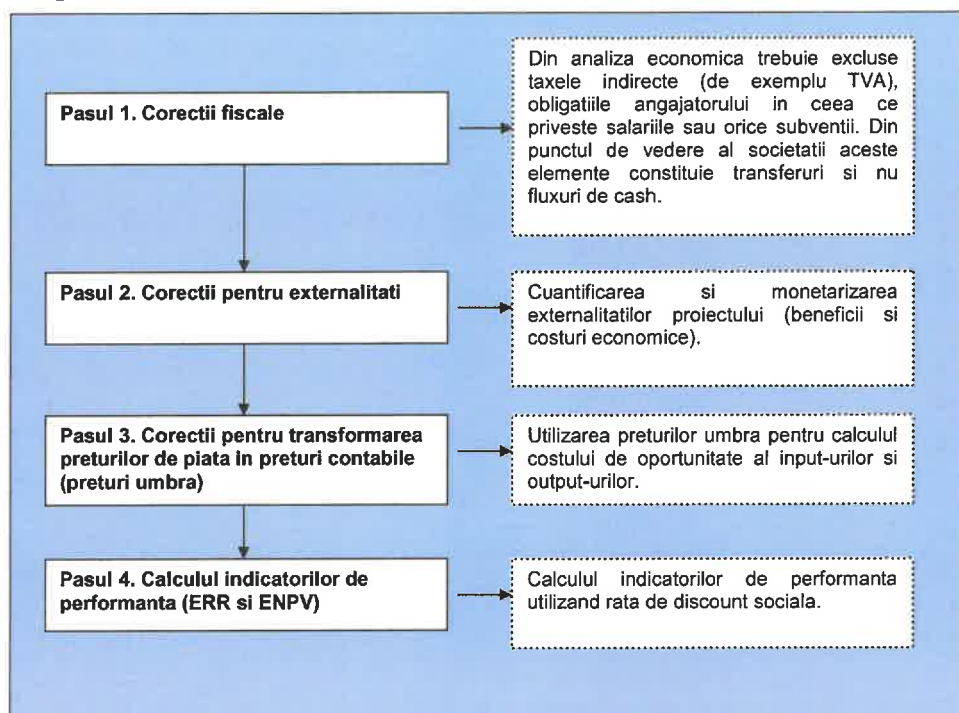 Pasul 1. Corectii fiscale
Din analiza economica trebuie excluse
taxele indirecte (de exemplu TVA),
obligatiile angajatorului in ceea ce
priveste salariile sau orice subventii. Din
punctul de vedere al societatii aceste
elemente constituie transferuri si nu
fluxuri de cash.
Pasul 2. Corectii pentru externalitati
Cuantificarea si monetarizarea
externalitatilor proiectului (beneficii si
costuri economice).
Pasul 3. Corectii pentru transformarea
preturilor de piata in preturi contabile
(preturi umbra)
Utilizarea preturilor umbra pentru calculul
costului de oportunitate al input-urilor si
output-urilor.
Pasul 4. Calculul indicatorilor de
performanta (ERR si ENPV)
Calculul indicatorilor de performanta
utilizand rata de discount sociala.